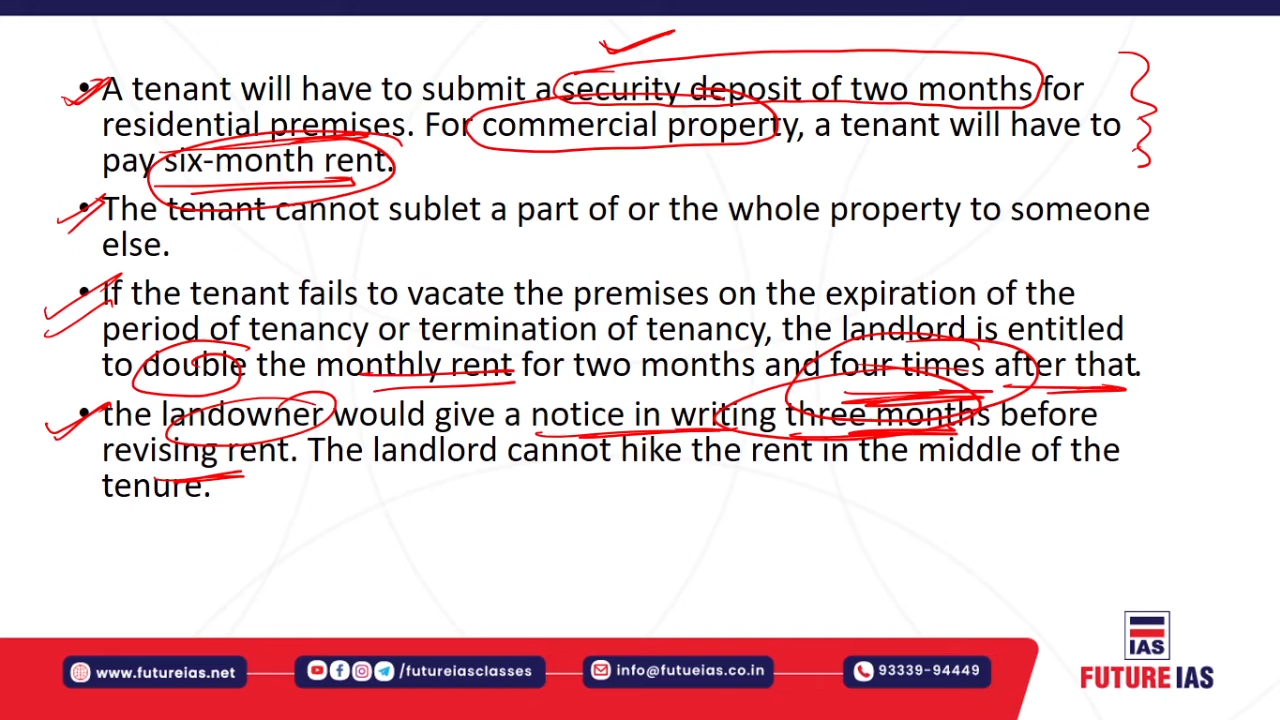 • A tenant will have to submit a security deposit of two months for
residential premises. For commercial property, a tenant will have to
pay six-month rent.
• The tenant cannot sublet a part of or the whole property to someone
else.
• If the tenant fails to vacate the premises on the expiration of the
period of tenancy or termination of tenancy, the landlord is entitled
to double the monthly rent for two months and four times after that.
• the landowner would give a notice in writing three months before
revising rent. The landlord cannot hike the rent in the middle of the
tenure.
IAS
FUTURE IAS
www.futureias.net
/futureiasclasses
info@futueias.co.in
93339-94449